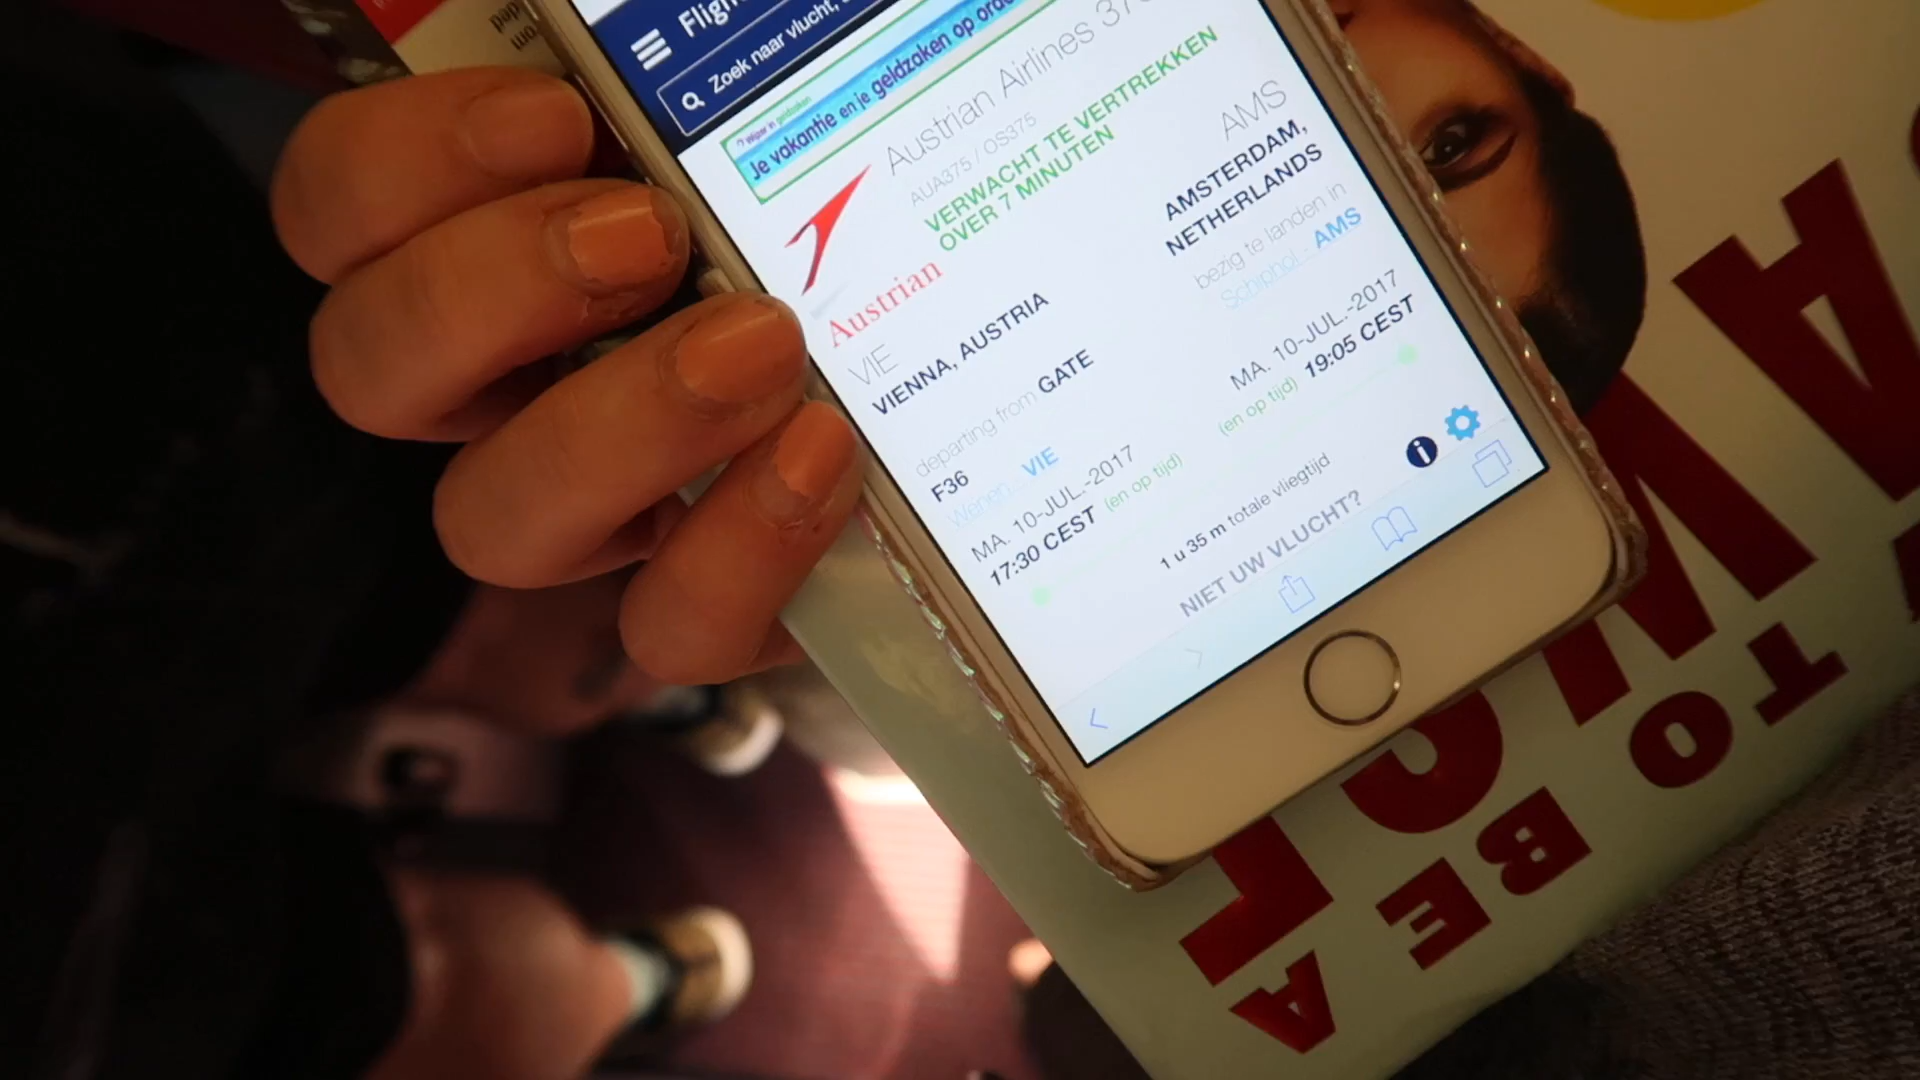 Zoek naar vlucht,
Je vakantie en je geldzaken op orde
Austrian Airlines
AUA375 / OS375
VERWACHT TE VERTREKKEN
OVER 7 MINUTEN
Austrian
VIE
VIENNA, AUSTRIA
departing from GATE
F36
Wenen - VIE
MA. 10-JUL.-2017
17:30 CEST (en op tijd)
AMS
AMSTERDAM,
NETHERLANDS
bezig te landen in
Schiphol - AMS
MA. 10-JUL.-2017
19:05 CEST
(en op tijd)
1 u 35 m totale vliegtijd
NIET UW VLUCHT?
TO
BE
A